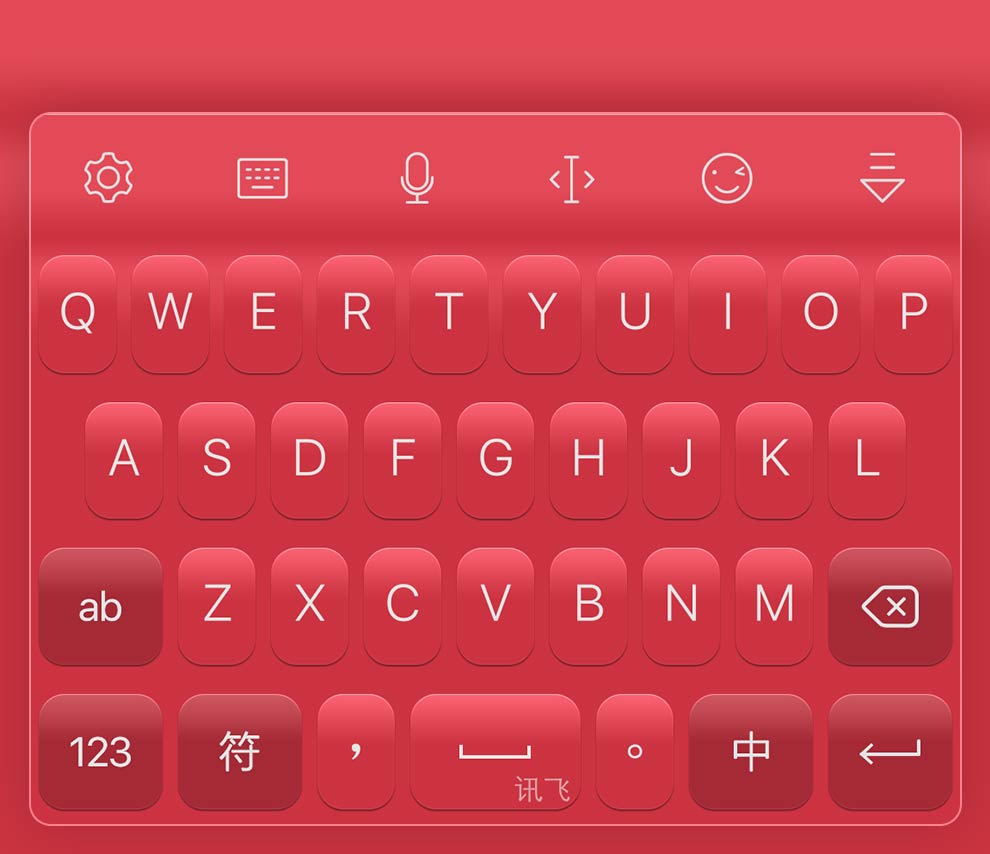 Q W E R T Y U I O P
A S D F G H J K L
ab Z X C V B N M
123 符 ， 。 中
讯飞